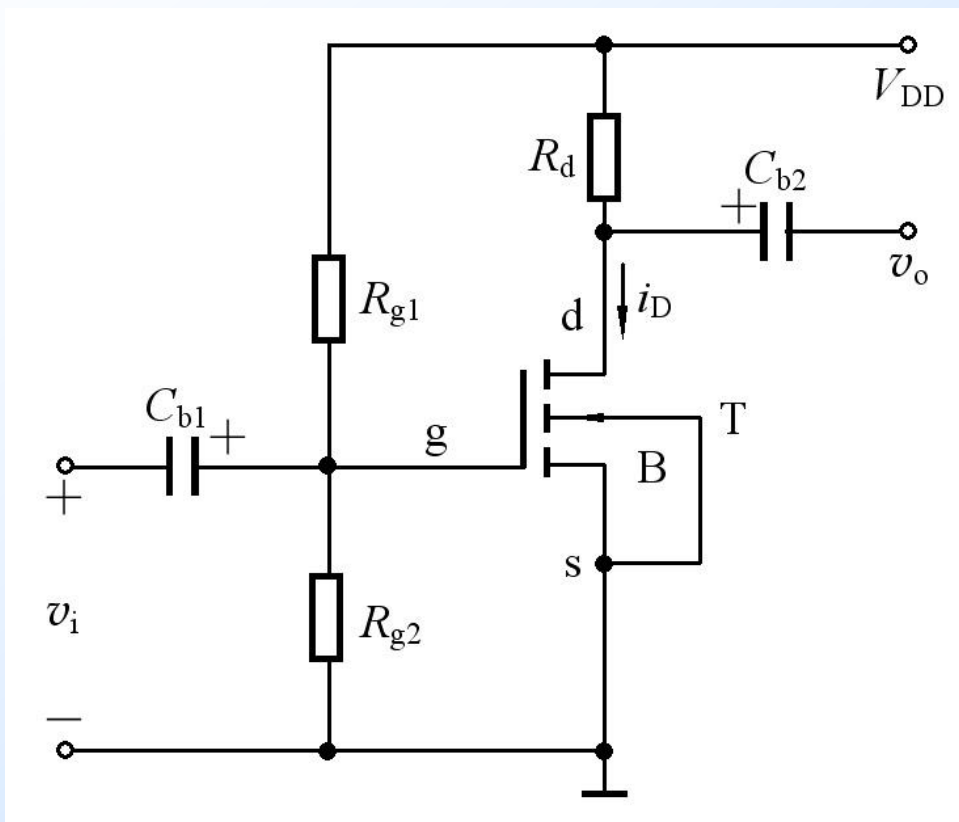 V_DD
R_d
C_b2
+
v_o
i_D
d
R_g1
C_b1
+
g
T
B
+
s
v_i
R_g2
−